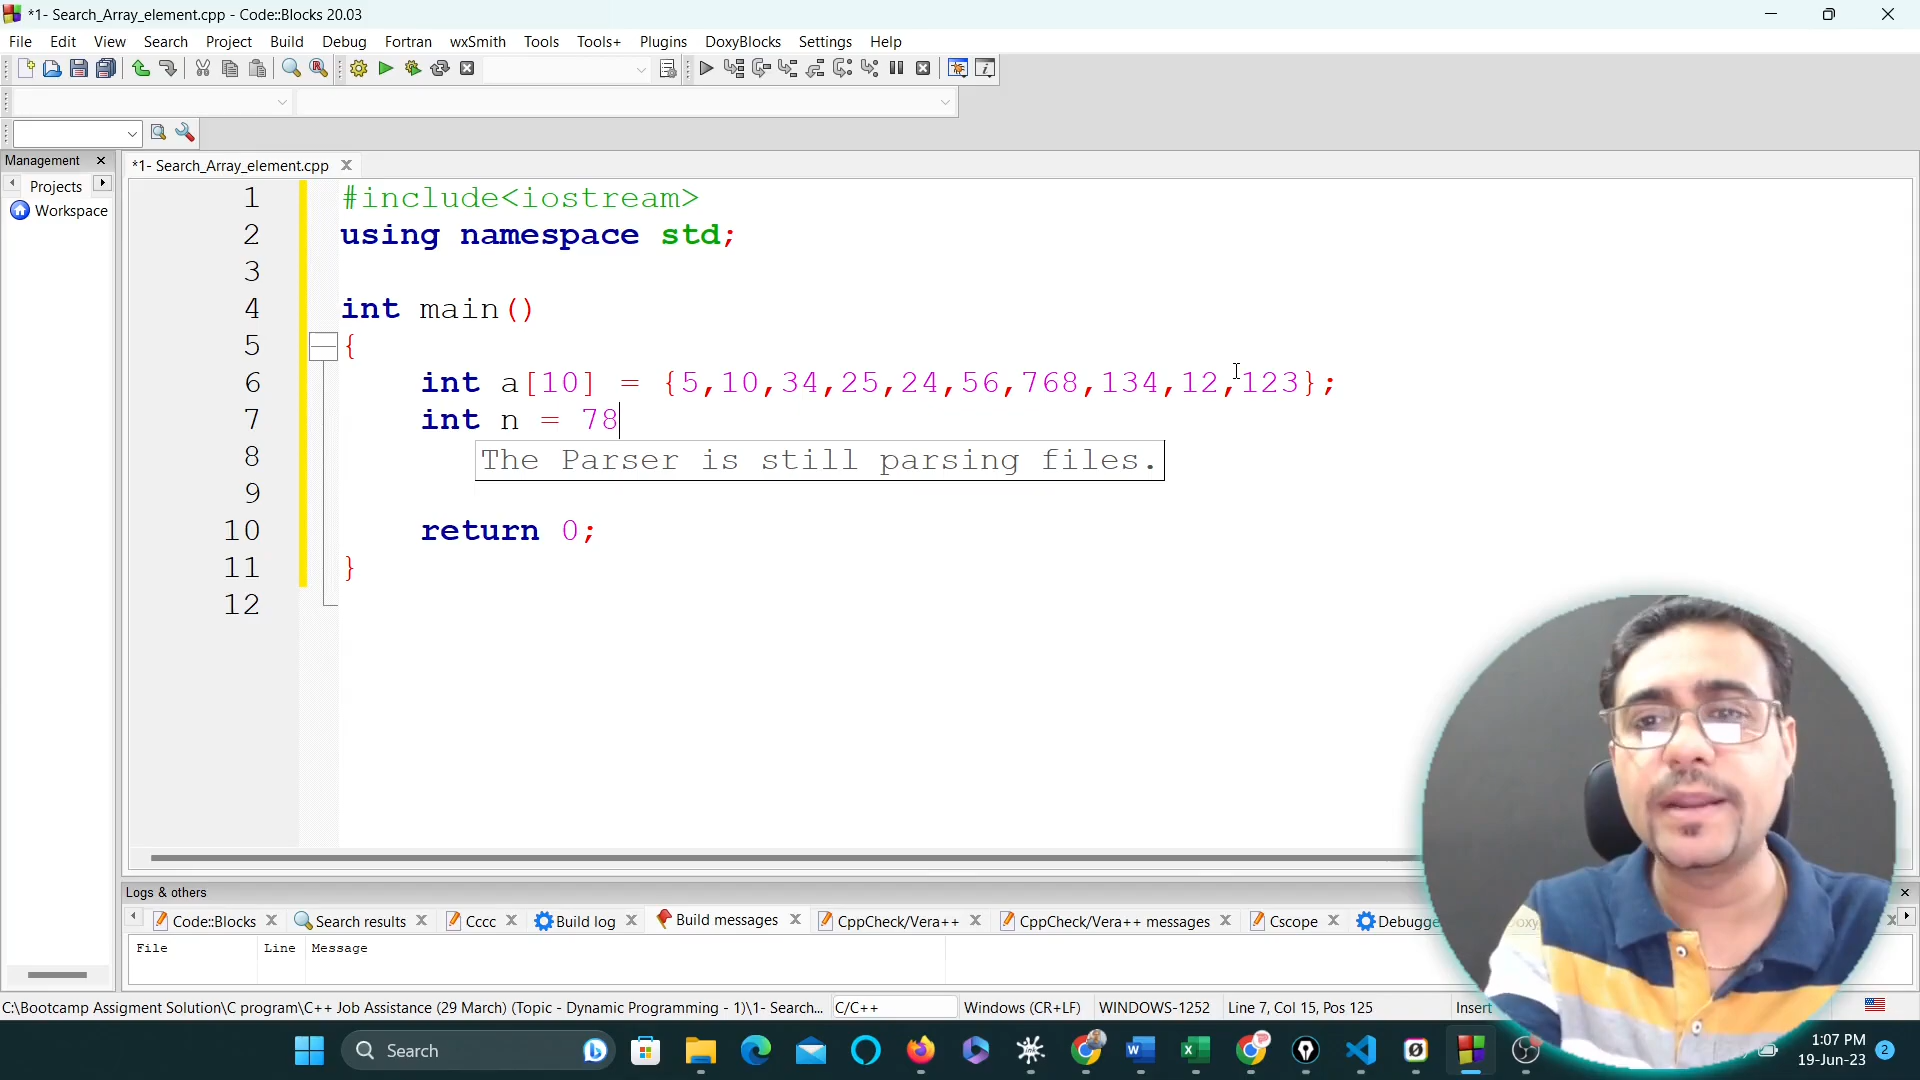 *1- Search_Array_element.cpp - Code::Blocks 20.03
File Edit View Search Project Build Debug Fortran wxSmith Tools Tools+ Plugins DoxyBlocks Settings Help
Management
*1- Search_Array_element.cpp
Projects
Workspace
1 #include<iostream>
2 using namespace std;
3
4 int main()
5 {
6 int a[10] = {5,10,34,25,24,56,768,134,12,123};
7 int n = 78
8 The Parser is still parsing files.
9
10 return 0;
11 }
12
Logs & others
Code::Blocks Search results Cccc Build log Build messages CppCheck/Vera++ CppCheck/Vera++ messages Cscope Debugge
File Line Message
C:\Bootcamp Assigment Solution\C program\C++ Job Assistance (29 March) (Topic - Dynamic Programming - 1)\1- Search... C/C++ Windows (CR+LF) WINDOWS-1252 Line 7, Col 15, Pos 125 Insert
Search
1:07 PM
19-Jun-23
2